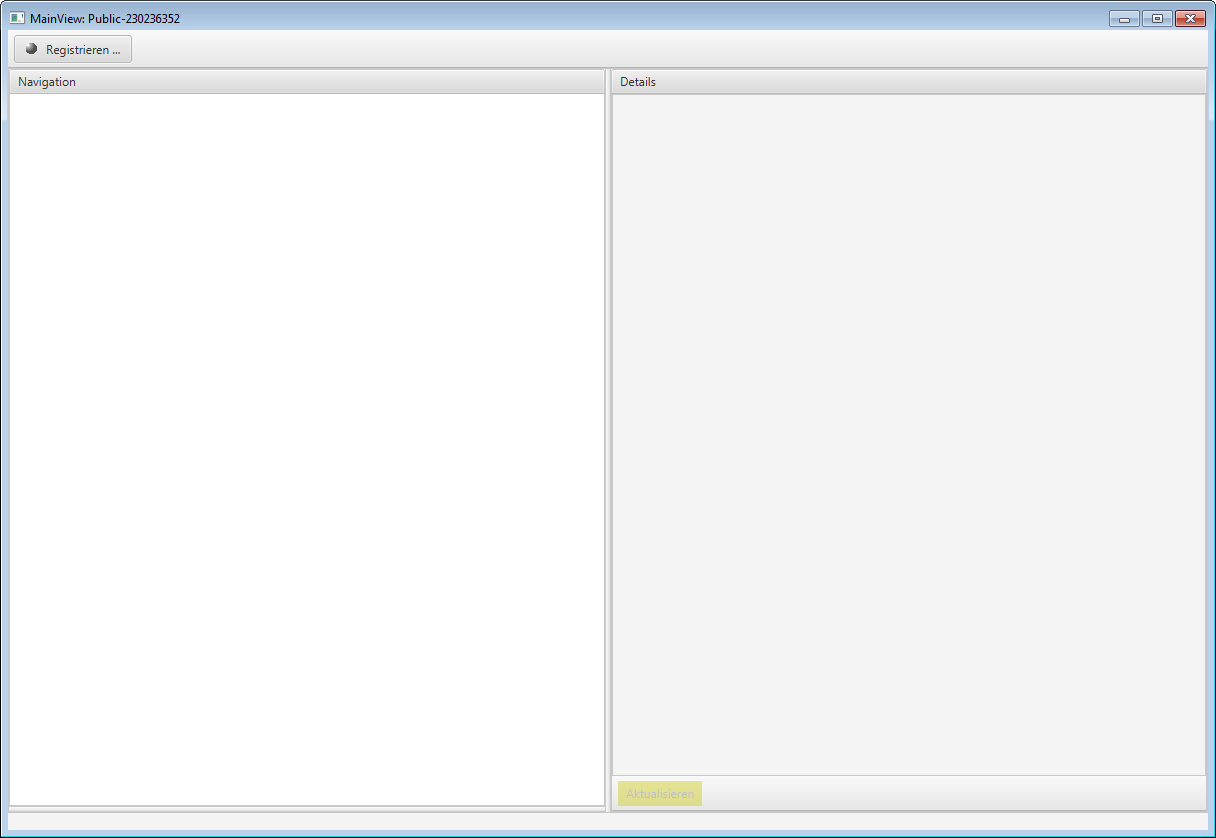 MainView: Public-230236352
Registrieren ...
Navigation
Details
Aktualisieren